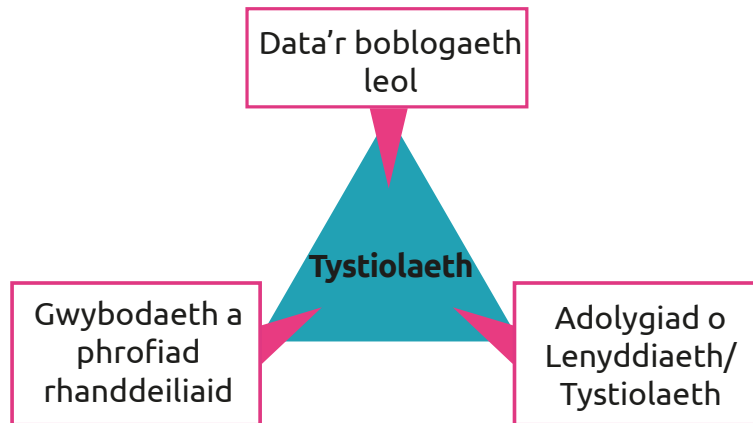 Data’r boblogaeth
leol
Tystiolaeth
Gwybodaeth a
phrofiad
rhanddeiliaid
Adolygiad o
Lenyddiaeth/
Tystiolaeth